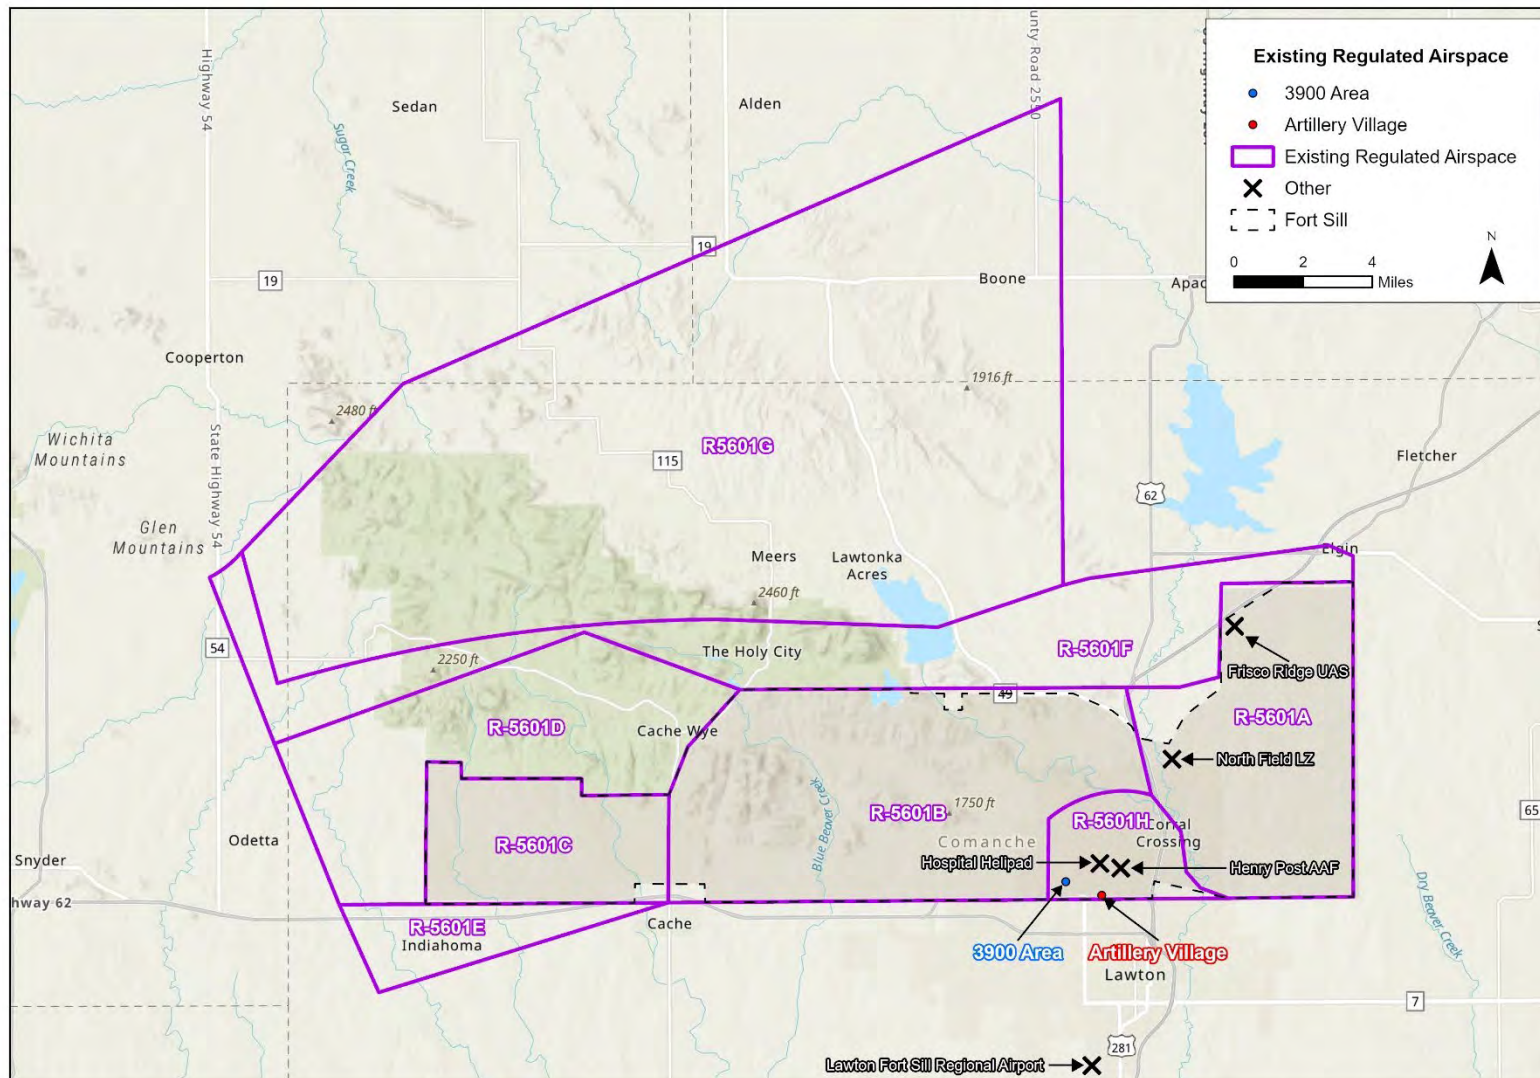 Existing Regulated Airspace
3900 Area
Artillery Village
Existing Regulated Airspace
Other
Fort Sill
0 2 4
Miles
N
Highway 54
Sedan
Alden
Sugar Creek
19
19
Boone
Cooperton
2480 ft
1916 ft
Wichita
Mountains
State Highway 54
R5601G
115
Fletcher
62
Glen
Mountains
Meers
Lawtonka
Acres
Elgin
2460 ft
54
2250 ft
The Holy City
R-5601F
Frisco Ridge UAS
49
R-5601A
R-5601D
Cache Wye
North Field LZ
Blue Beaver Creek
R-5601B
1750 ft
R-5601H
65
Odetta
R-5601C
Comanche
Corral
Crossing
Snyder
Hospital Helipad
Henry Post AAF
hway 62
Dry Beaver Creek
R-5601E
Indiahoma
Cache
3900 Area
Artillery Village
Lawton
7
281
Lawton Fort Sill Regional Airport